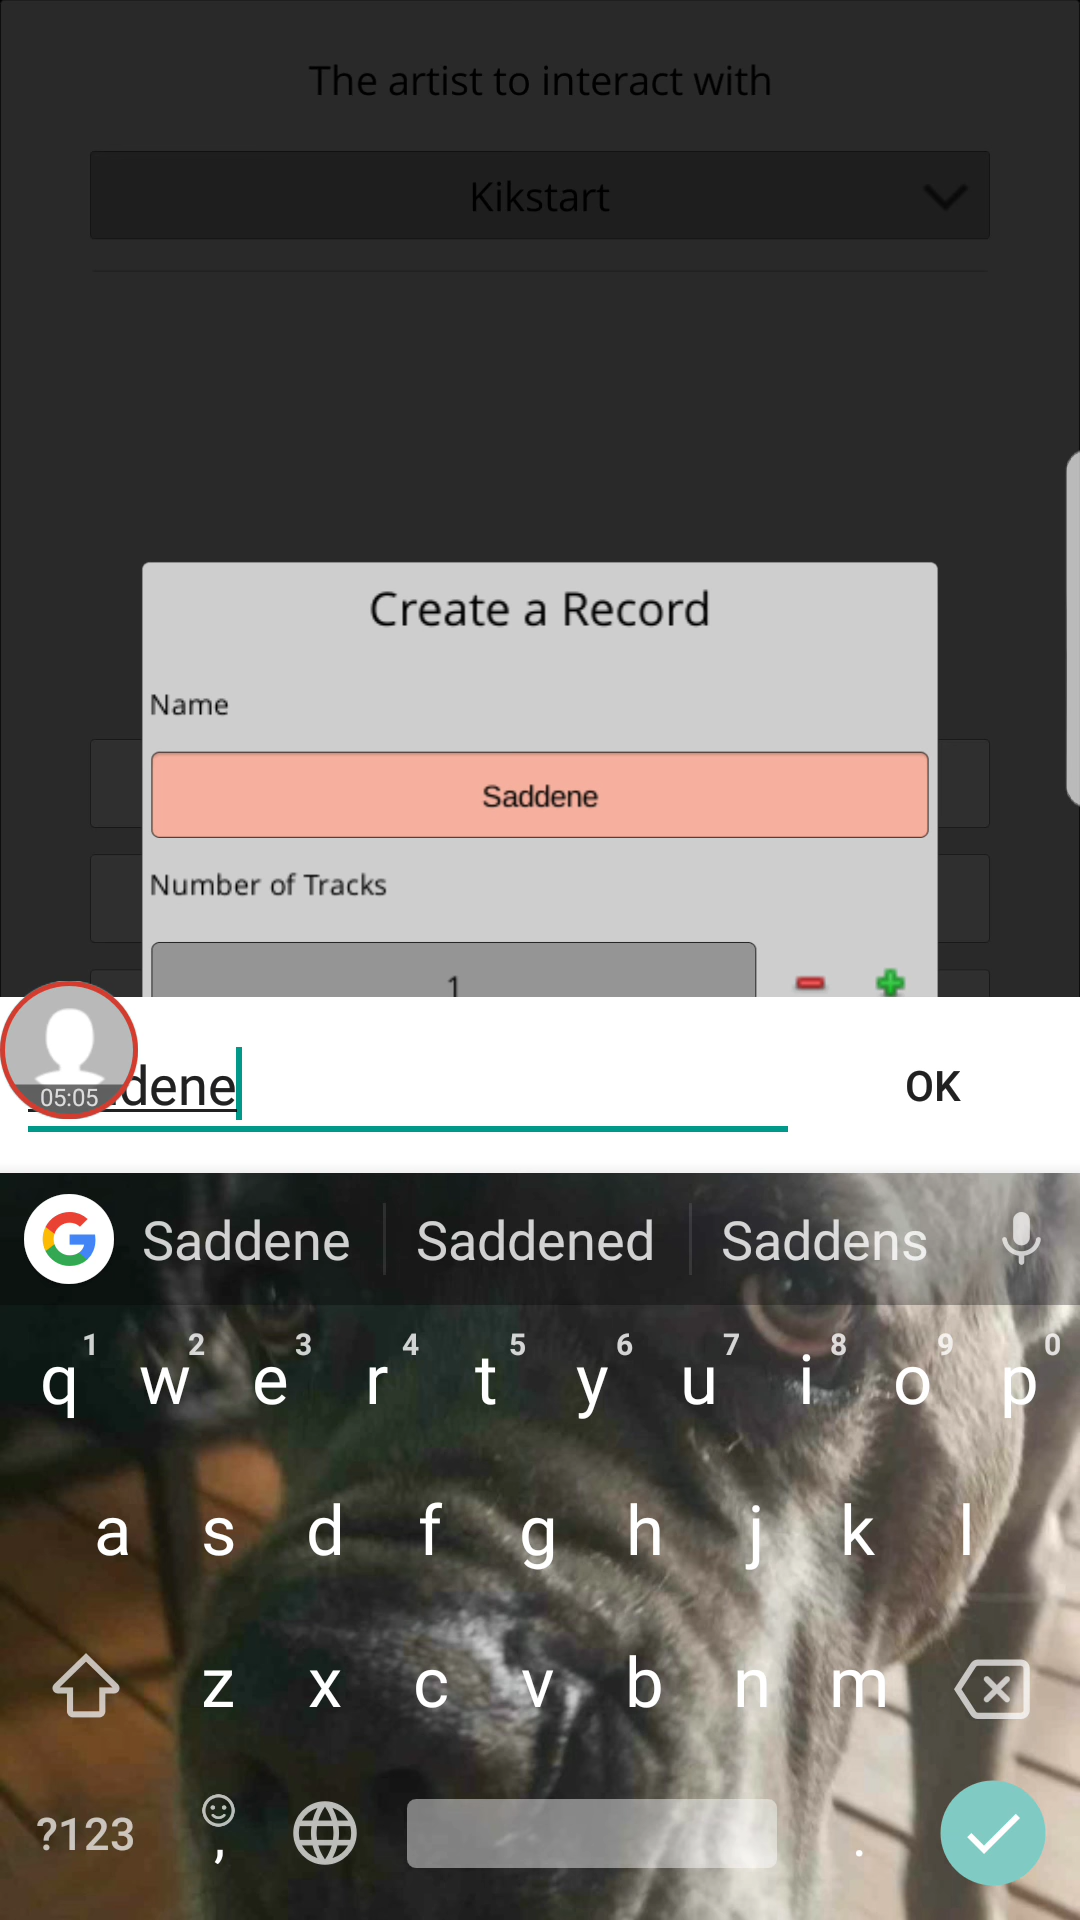 The artist to interact with
Kikstart
Create a Record
Name
Saddene
Number of Tracks
1
dene
OK
05:05
Saddene Saddened Saddens
1 2 3 4 5 6 7 8 9 0
q w e r t y u i o p
a s d f g h j k l
z x c v b n m
?123 , .